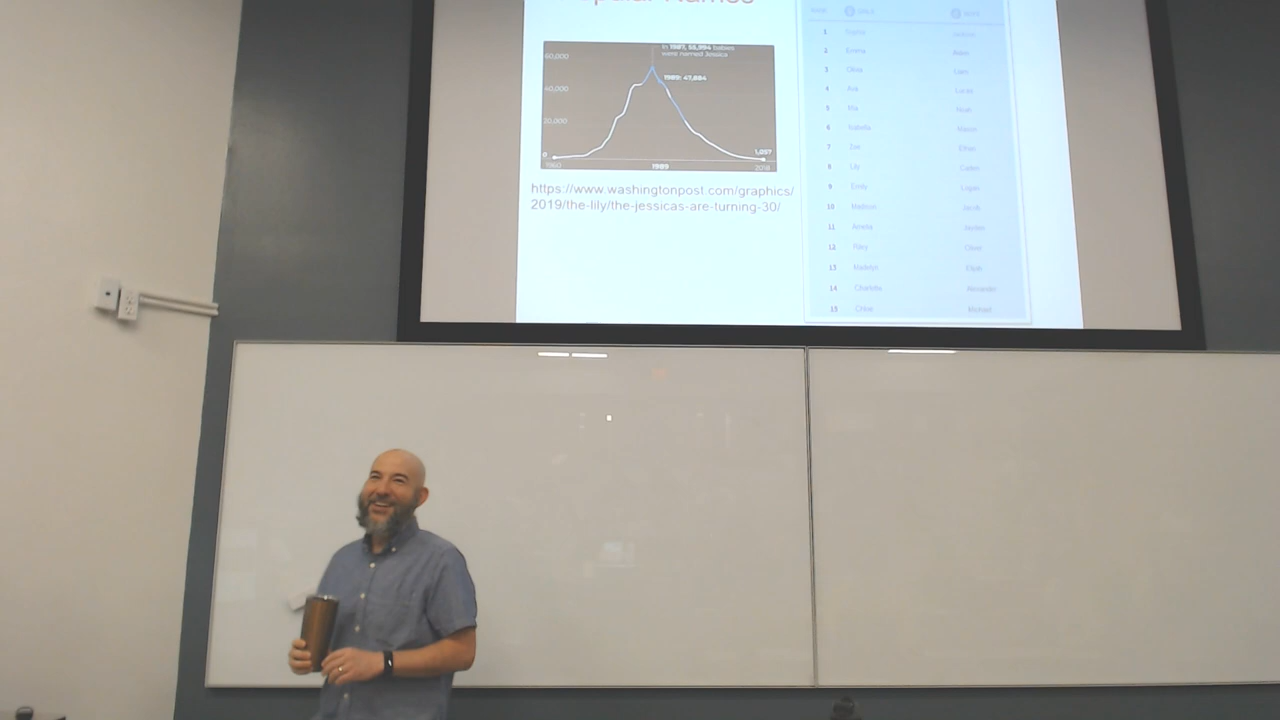 Popular Names
60,000
In 1987, 55,994 babies
were named Jessica
1989: 47,884
40,000
20,000
0
1,057
1960
1989
2018
https://www.washingtonpost.com/graphics/
2019/the-lily/the-jessicas-are-turning-30/
1 Sophia Jackson
2 Emma Aiden
3 Olivia Liam
4 Ava Lucas
5 Mia Noah
6 Isabella Mason
7 Zoe Ethan
8 Lily Caden
9 Emily Logan
10 Madison Jacob
11 Amelia Jayden
12 Riley Oliver
13 Madelyn Elijah
14 Charlotte Alexander
15 Chloe Michael